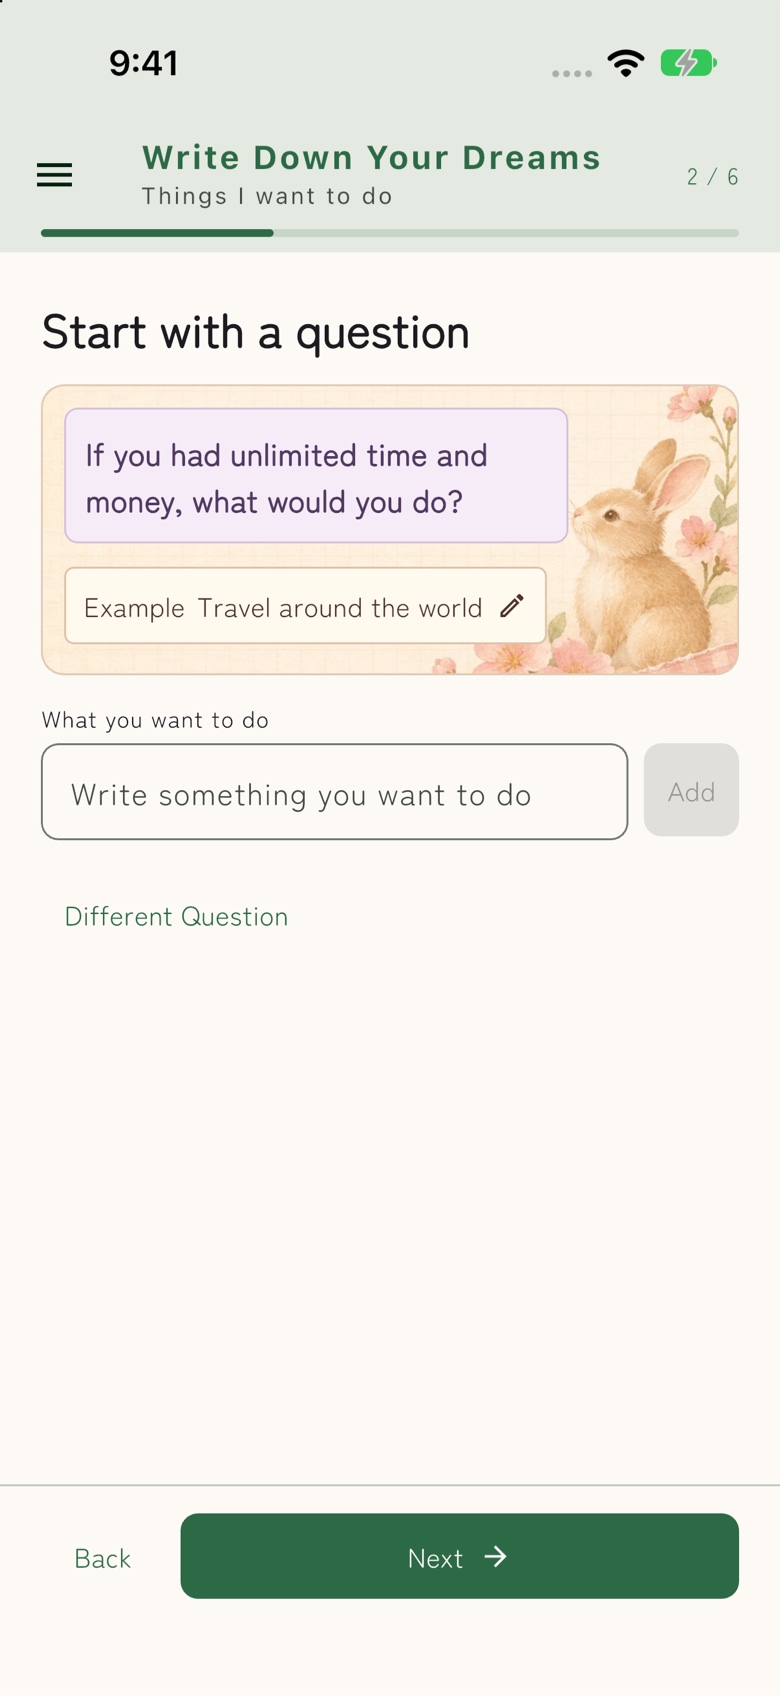 9:41
Write Down Your Dreams
Things I want to do
2 / 6
Start with a question
If you had unlimited time and
money, what would you do?
Example Travel around the world
What you want to do
Write something you want to do
Add
Different Question
Back
Next →